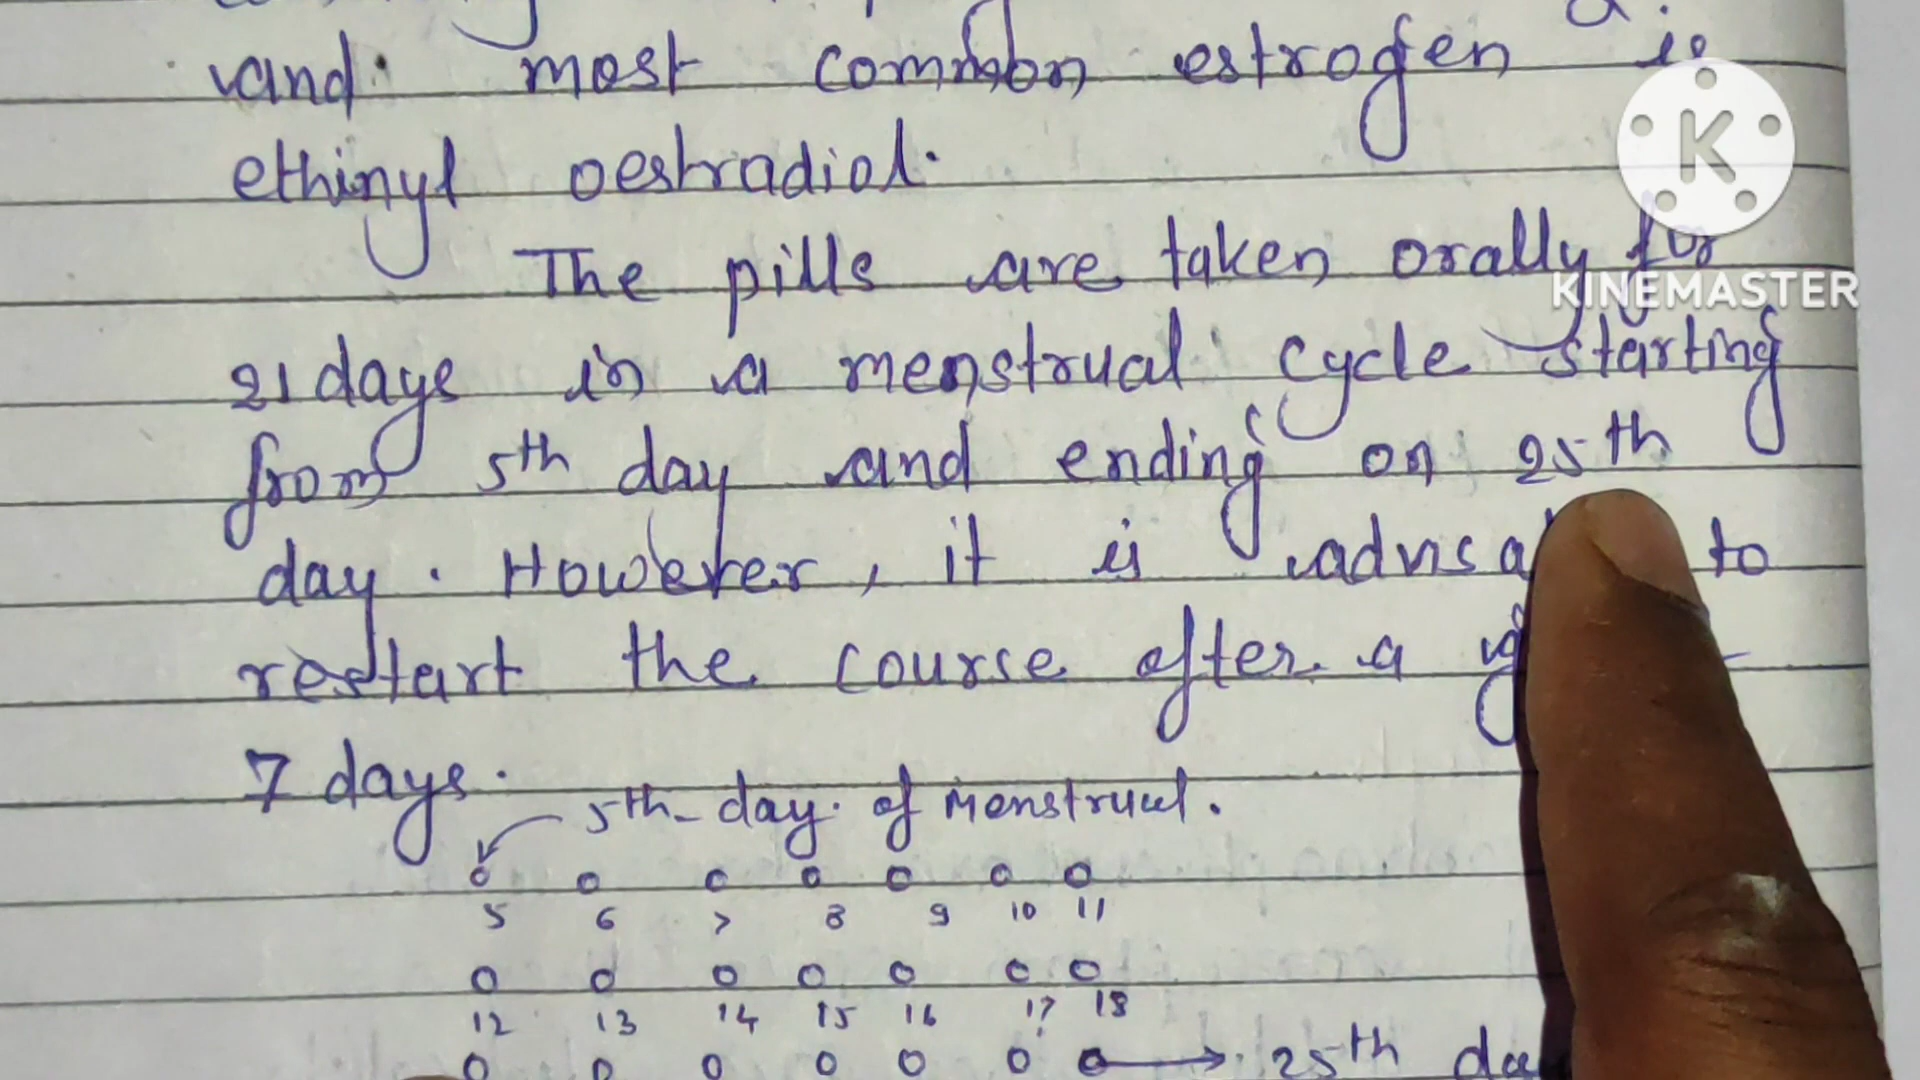 and most common estrogen is
ethinyl oestradiol.
The pills are taken orally for
KINEMASTER
21 days in a menstrual cycle starting
from 5th day and ending on 25th
day. However, it is to
restart the course after a
7 days.
5th day of menstrual.
5 6 7 8 9 10 11
12 13 14 15 16 17 18
25th